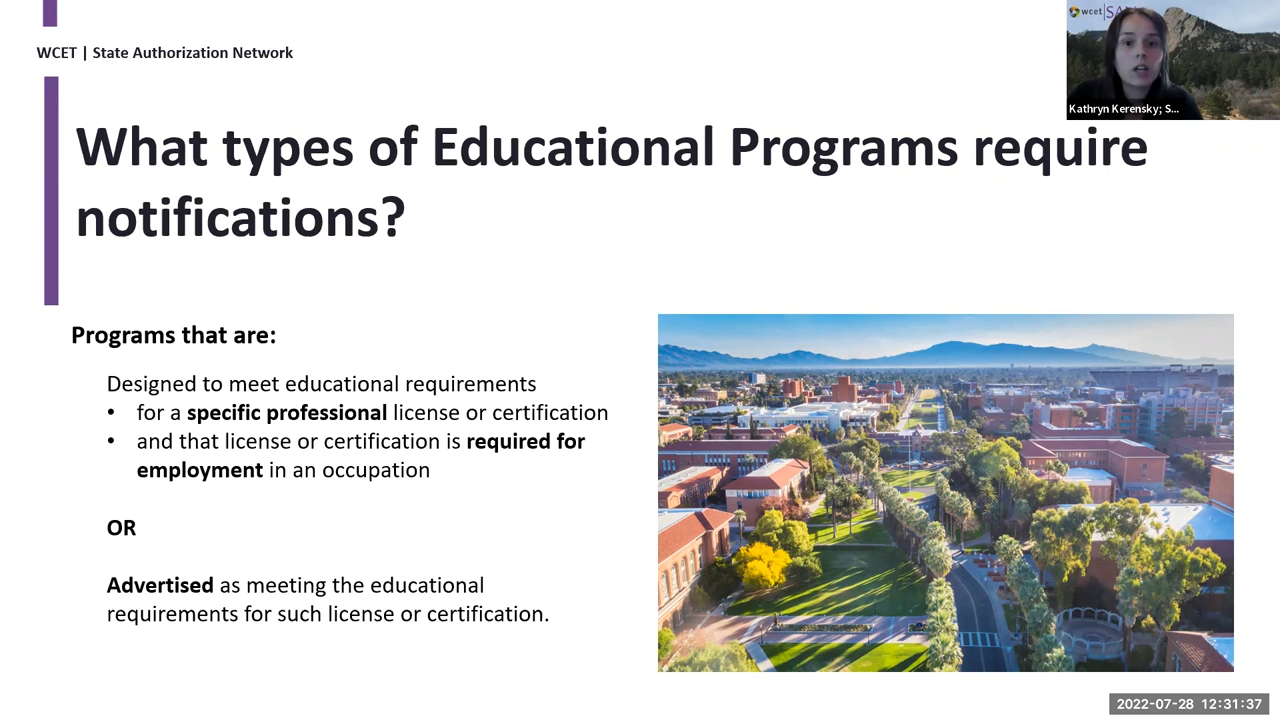 WCET | State Authorization Network
wcet
Kathryn Kerensky; S...
What types of Educational Programs require
notifications?
Programs that are:
Designed to meet educational requirements
• for a specific professional license or certification
• and that license or certification is required for
employment in an occupation
OR
Advertised as meeting the educational
requirements for such license or certification.
2022-07-28 12:31:37